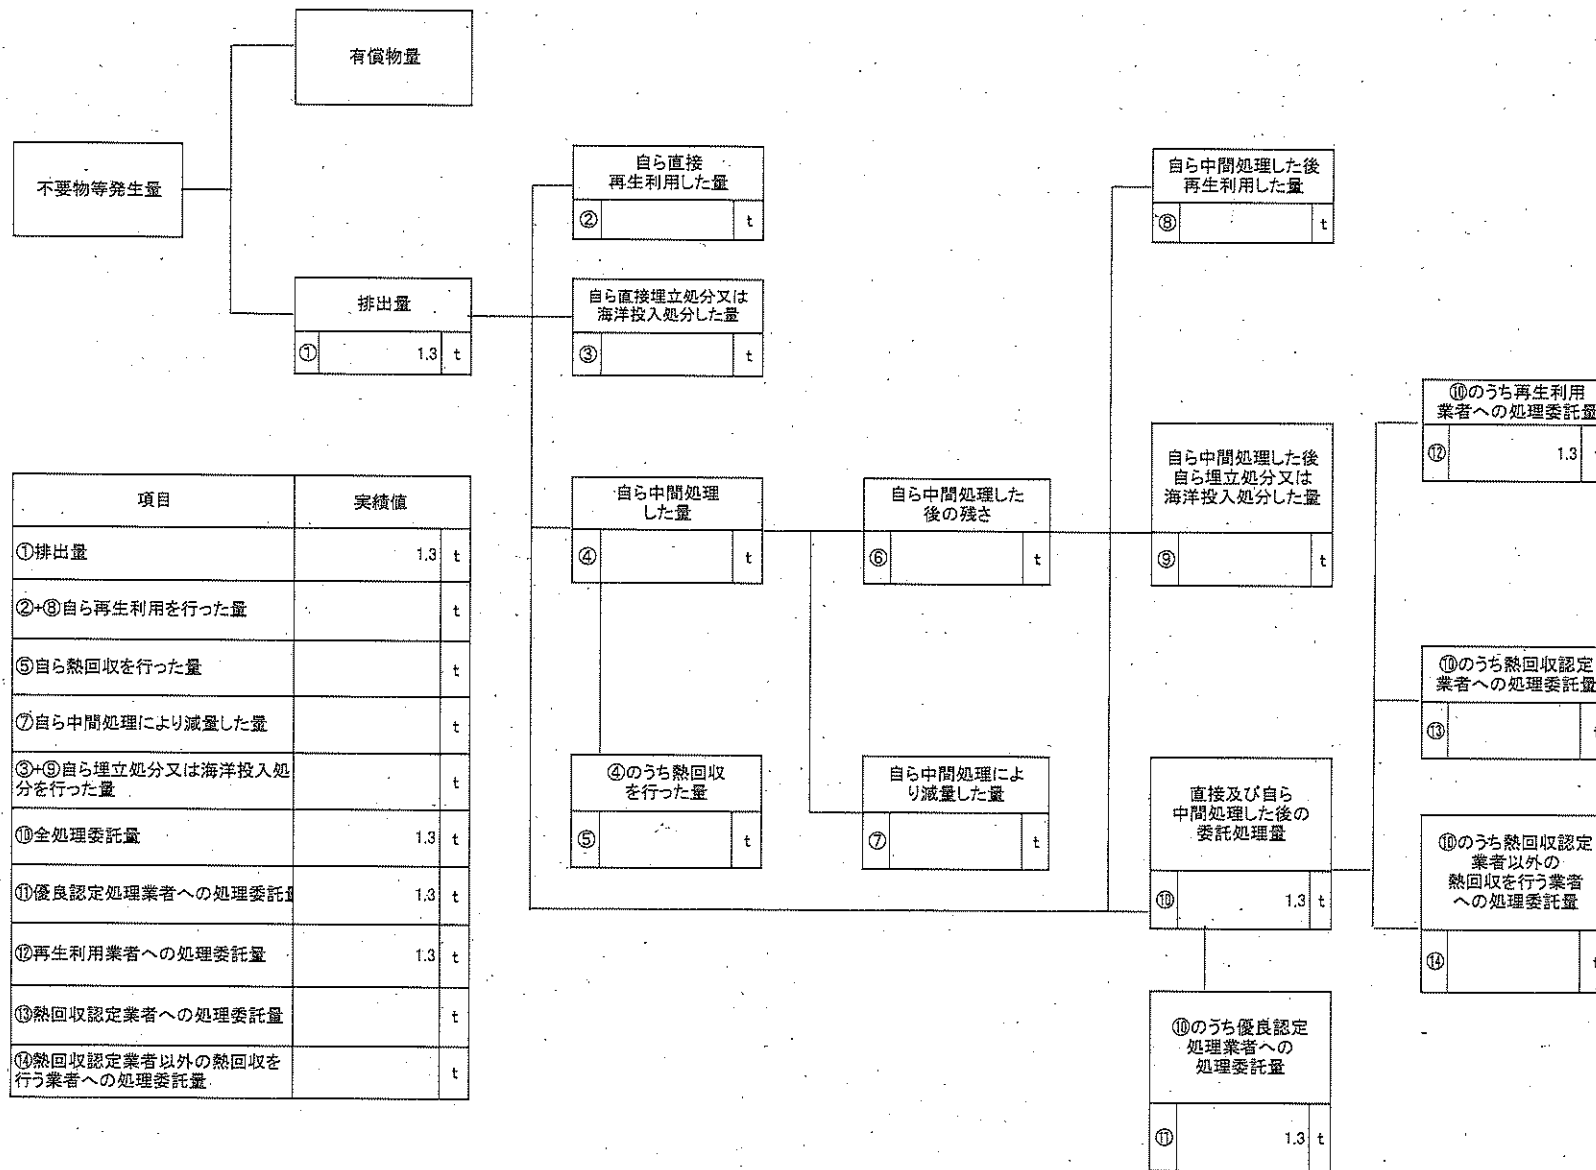 有償物量
不要物等発生量
排出量
① 1.3 t
自ら直接
再生利用した量
② t
自ら直接埋立処分又は
海洋投入処分した量
③ t
自ら中間処理
した量
④ t
④のうち熱回収
を行った量
⑤ t
自ら中間処理した
後の残さ
⑥ t
自ら中間処理によ
り減量した量
⑦ t
自ら中間処理した後
再生利用した量
⑧ t
自ら中間処理した後
自ら埋立処分又は
海洋投入処分した量
⑨ t
直接及び自ら
中間処理した後の
委託処理量
⑩ 1.3 t
⑩のうち優良認定
処理業者への
処理委託量
⑪ 1.3 t
⑩のうち再生利用
業者への処理委託量
⑫ 1.3
⑩のうち熱回収認定
業者への処理委託量
⑬ t
⑩のうち熱回収認定
業者以外の
熱回収を行う業者
への処理委託量
⑭ t
項目 実績値
①排出量 1.3 t
②+⑧自ら再生利用を行った量 t
⑤自ら熱回収を行った量 t
⑦自ら中間処理により減量した量 t
③+⑨自ら埋立処分又は海洋投入処
分を行った量 t
⑩全処理委託量 1.3 t
⑪優良認定処理業者への処理委託 1.3 t
⑫再生利用業者への処理委託量 1.3 t
⑬熱回収認定業者への処理委託量 t
⑭熱回収認定業者以外の熱回収を
行う業者への処理委託量 t